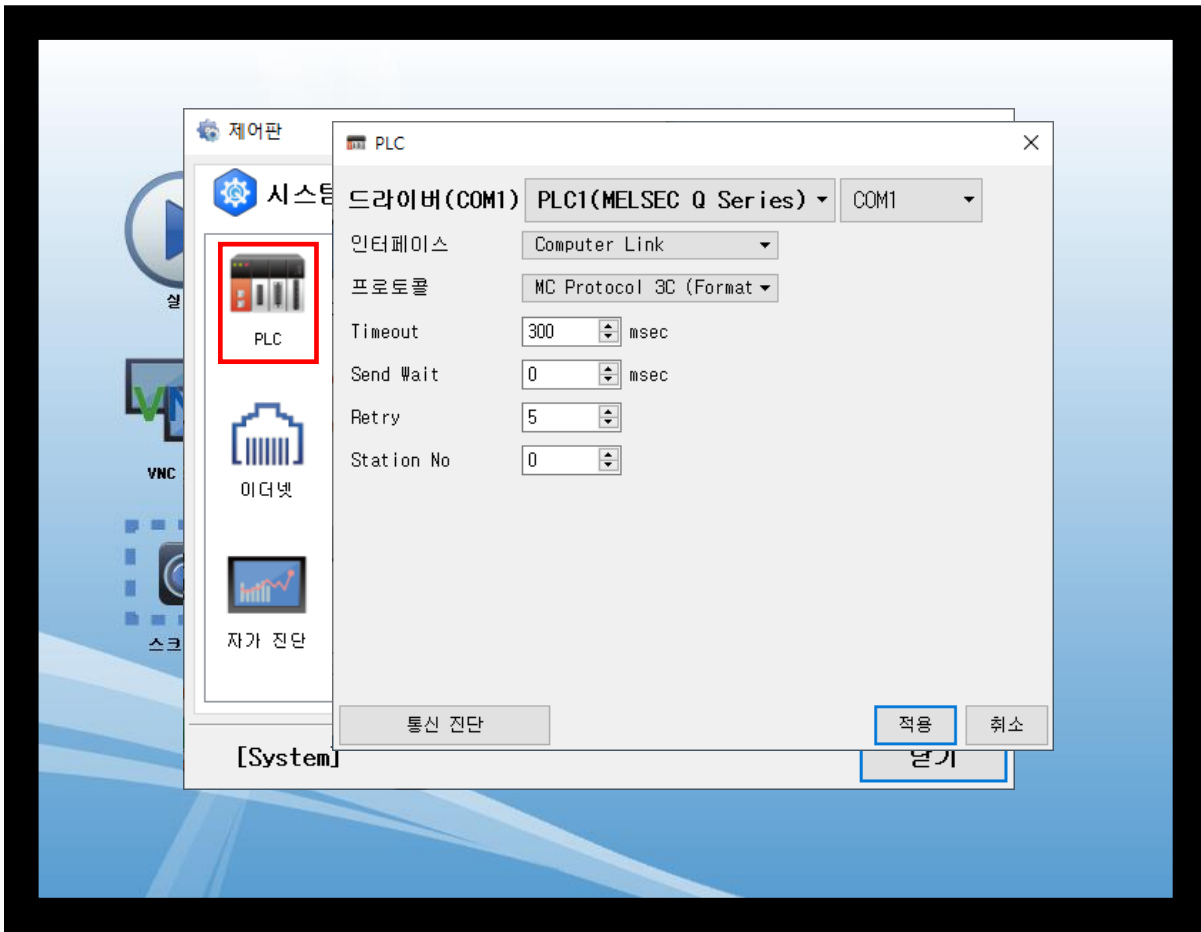 제어판
PLC
시스템
드라이버(COM1) PLC1(MELSEC Q Series) COM1
인터페이스 Computer Link
프로토콜 MC Protocol 3C (Format
Timeout 300 msec
Send Wait 0 msec
Retry 5
Station No 0
PLC
이더넷
자가 진단
VNC
통신 진단 적용 취소
[System] 닫기